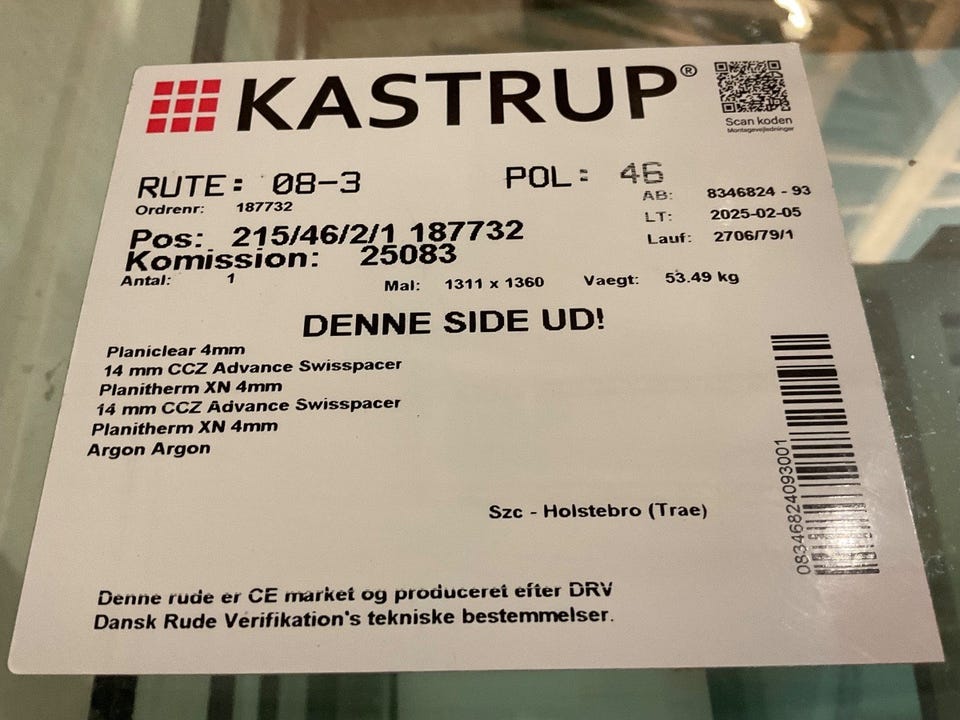 KASTRUP®
Scan koden
Montagevejledninger
RUTE: 08-3 POL: 46
Ordrenr: 187732
AB: 8346824 - 93
LT: 2025-02-05
Lauf: 2706/79/1
Pos: 215/46/2/1 187732
Komission: 25083
Antal: 1 Mal: 1311 x 1360 Vaegt: 53.49 kg
DENNE SIDE UD!
Planiclear 4mm
14 mm CCZ Advance Swisspacer
Planitherm XN 4mm
14 mm CCZ Advance Swisspacer
Planitherm XN 4mm
Argon Argon
08346824093001
Szc - Holstebro (Trae)
Denne rude er CE market og produceret efter DRV
Dansk Rude Verifikation's tekniske bestemmelser.